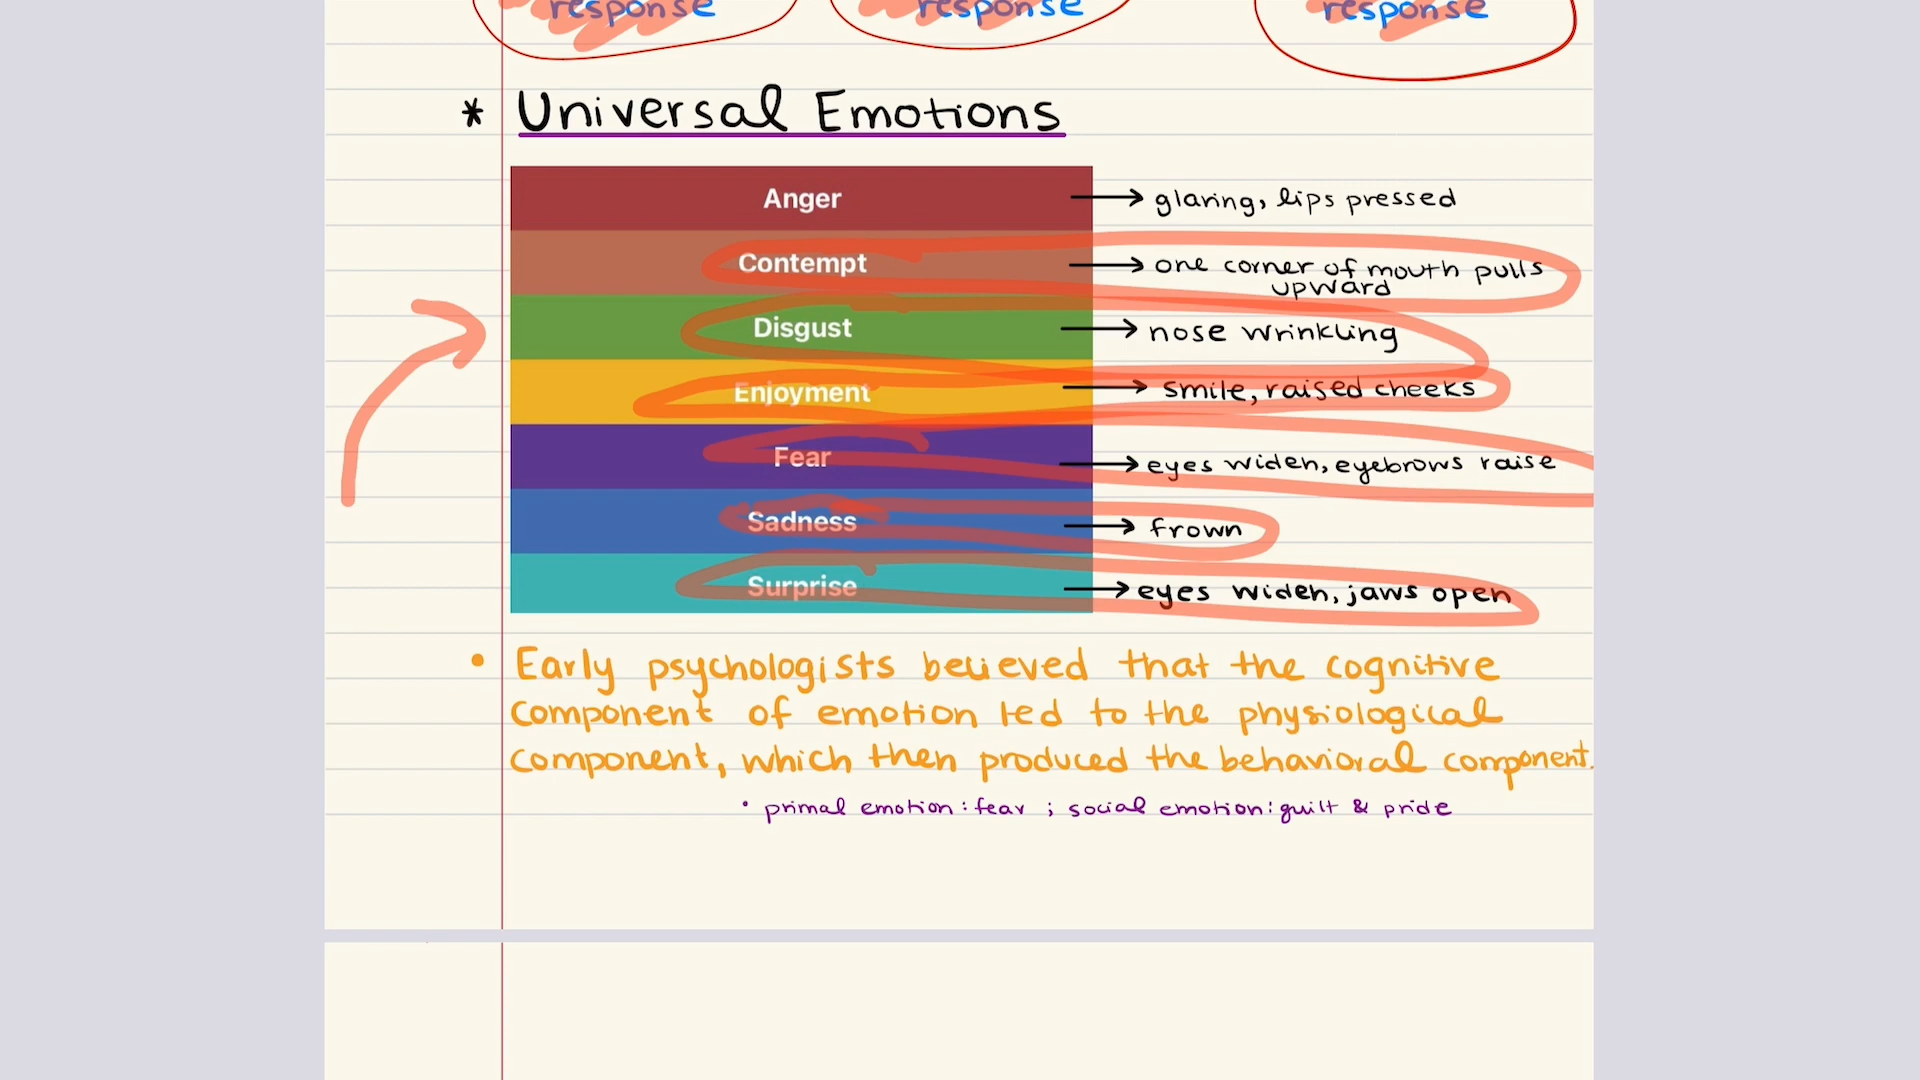 response response response
* Universal Emotions
Anger → glaring, lips pressed
Contempt → one corner of mouth pulls
upward
Disgust → nose wrinkling
Enjoyment → smile, raised cheeks
Fear → eyes widen, eyebrows raise
Sadness → frown
Surprise → eyes widen, jaws open
• Early psychologists believed that the cognitive
component of emotion led to the physiological
component, which then produced the behavioral component.
• primal emotion: fear ; social emotion: guilt & pride